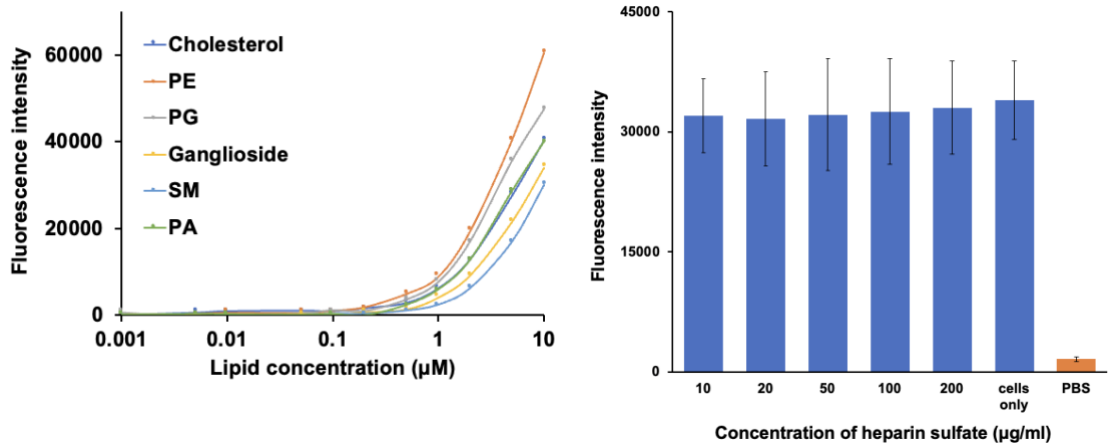 Fluorescence intensity
60000
40000
20000
0
Cholesterol
PE
PG
Ganglioside
SM
PA
0.001
0.01
0.1
1
10
Lipid concentration (µM)
Fluorescence intensity
45000
30000
15000
0
10
20
50
100
200
cells
only
PBS
Concentration of heparin sulfate (µg/ml)